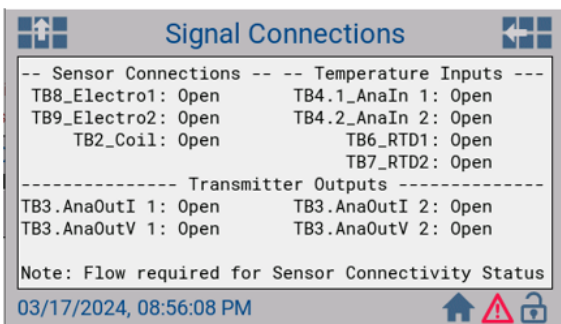 Signal Connections
-- Sensor Connections -- -- Temperature Inputs ---
TB8_Electro1: Open TB4.1_AnaIn 1: Open
TB9_Electro2: Open TB4.2_AnaIn 2: Open
TB2_Coil: Open TB6_RTD1: Open
TB7_RTD2: Open
--------------- Transmitter Outputs --------------
TB3.AnaOutI 1: Open TB3.AnaOutI 2: Open
TB3.AnaOutV 1: Open TB3.AnaOutV 2: Open
Note: Flow required for Sensor Connectivity Status
03/17/2024, 08:56:08 PM